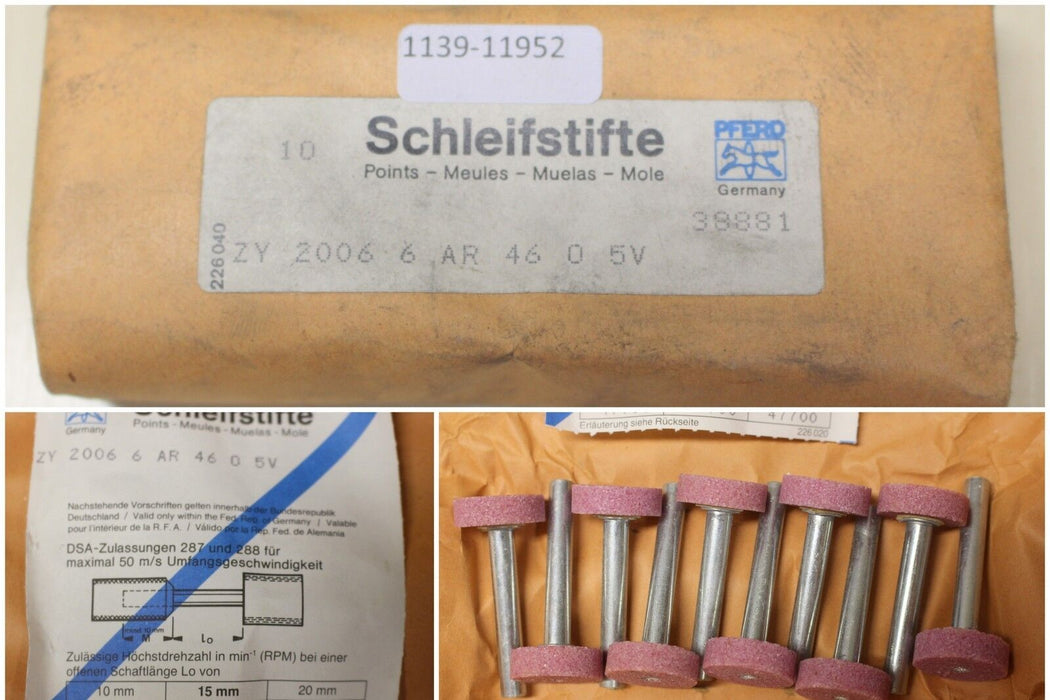 1139-11952
10
Schleifstifte
Points – Meules – Muelas – Mole
PFERD
Germany
38881
226040
ZY 2006 6 AR 46 O 5V
Schleifstifte
Germany
Points - Meules - Muelas - Mole
ZY 2006 6 AR 46 O 5V
Nachstehende Vorschriften gelten innerhalb der Bundesrepublik
Deutschland / Valid only within the Fed. Rep. of Germany / Valable
pour l'intérieur de la R.F.A. / Válido por la Rep. Fed. de Alemania
DSA-Zulassungen 287 und 288 für
maximal 50 m/s Umfangsgeschwindigkeit
mind. 10 mm
M
Lo
Zulässige Höchstdrehzahl in min⁻¹ (RPM) bei einer
offenen Schaftlänge Lo von
10 mm 15 mm 20 mm
47700
Erläuterung siehe Rückseite
226020